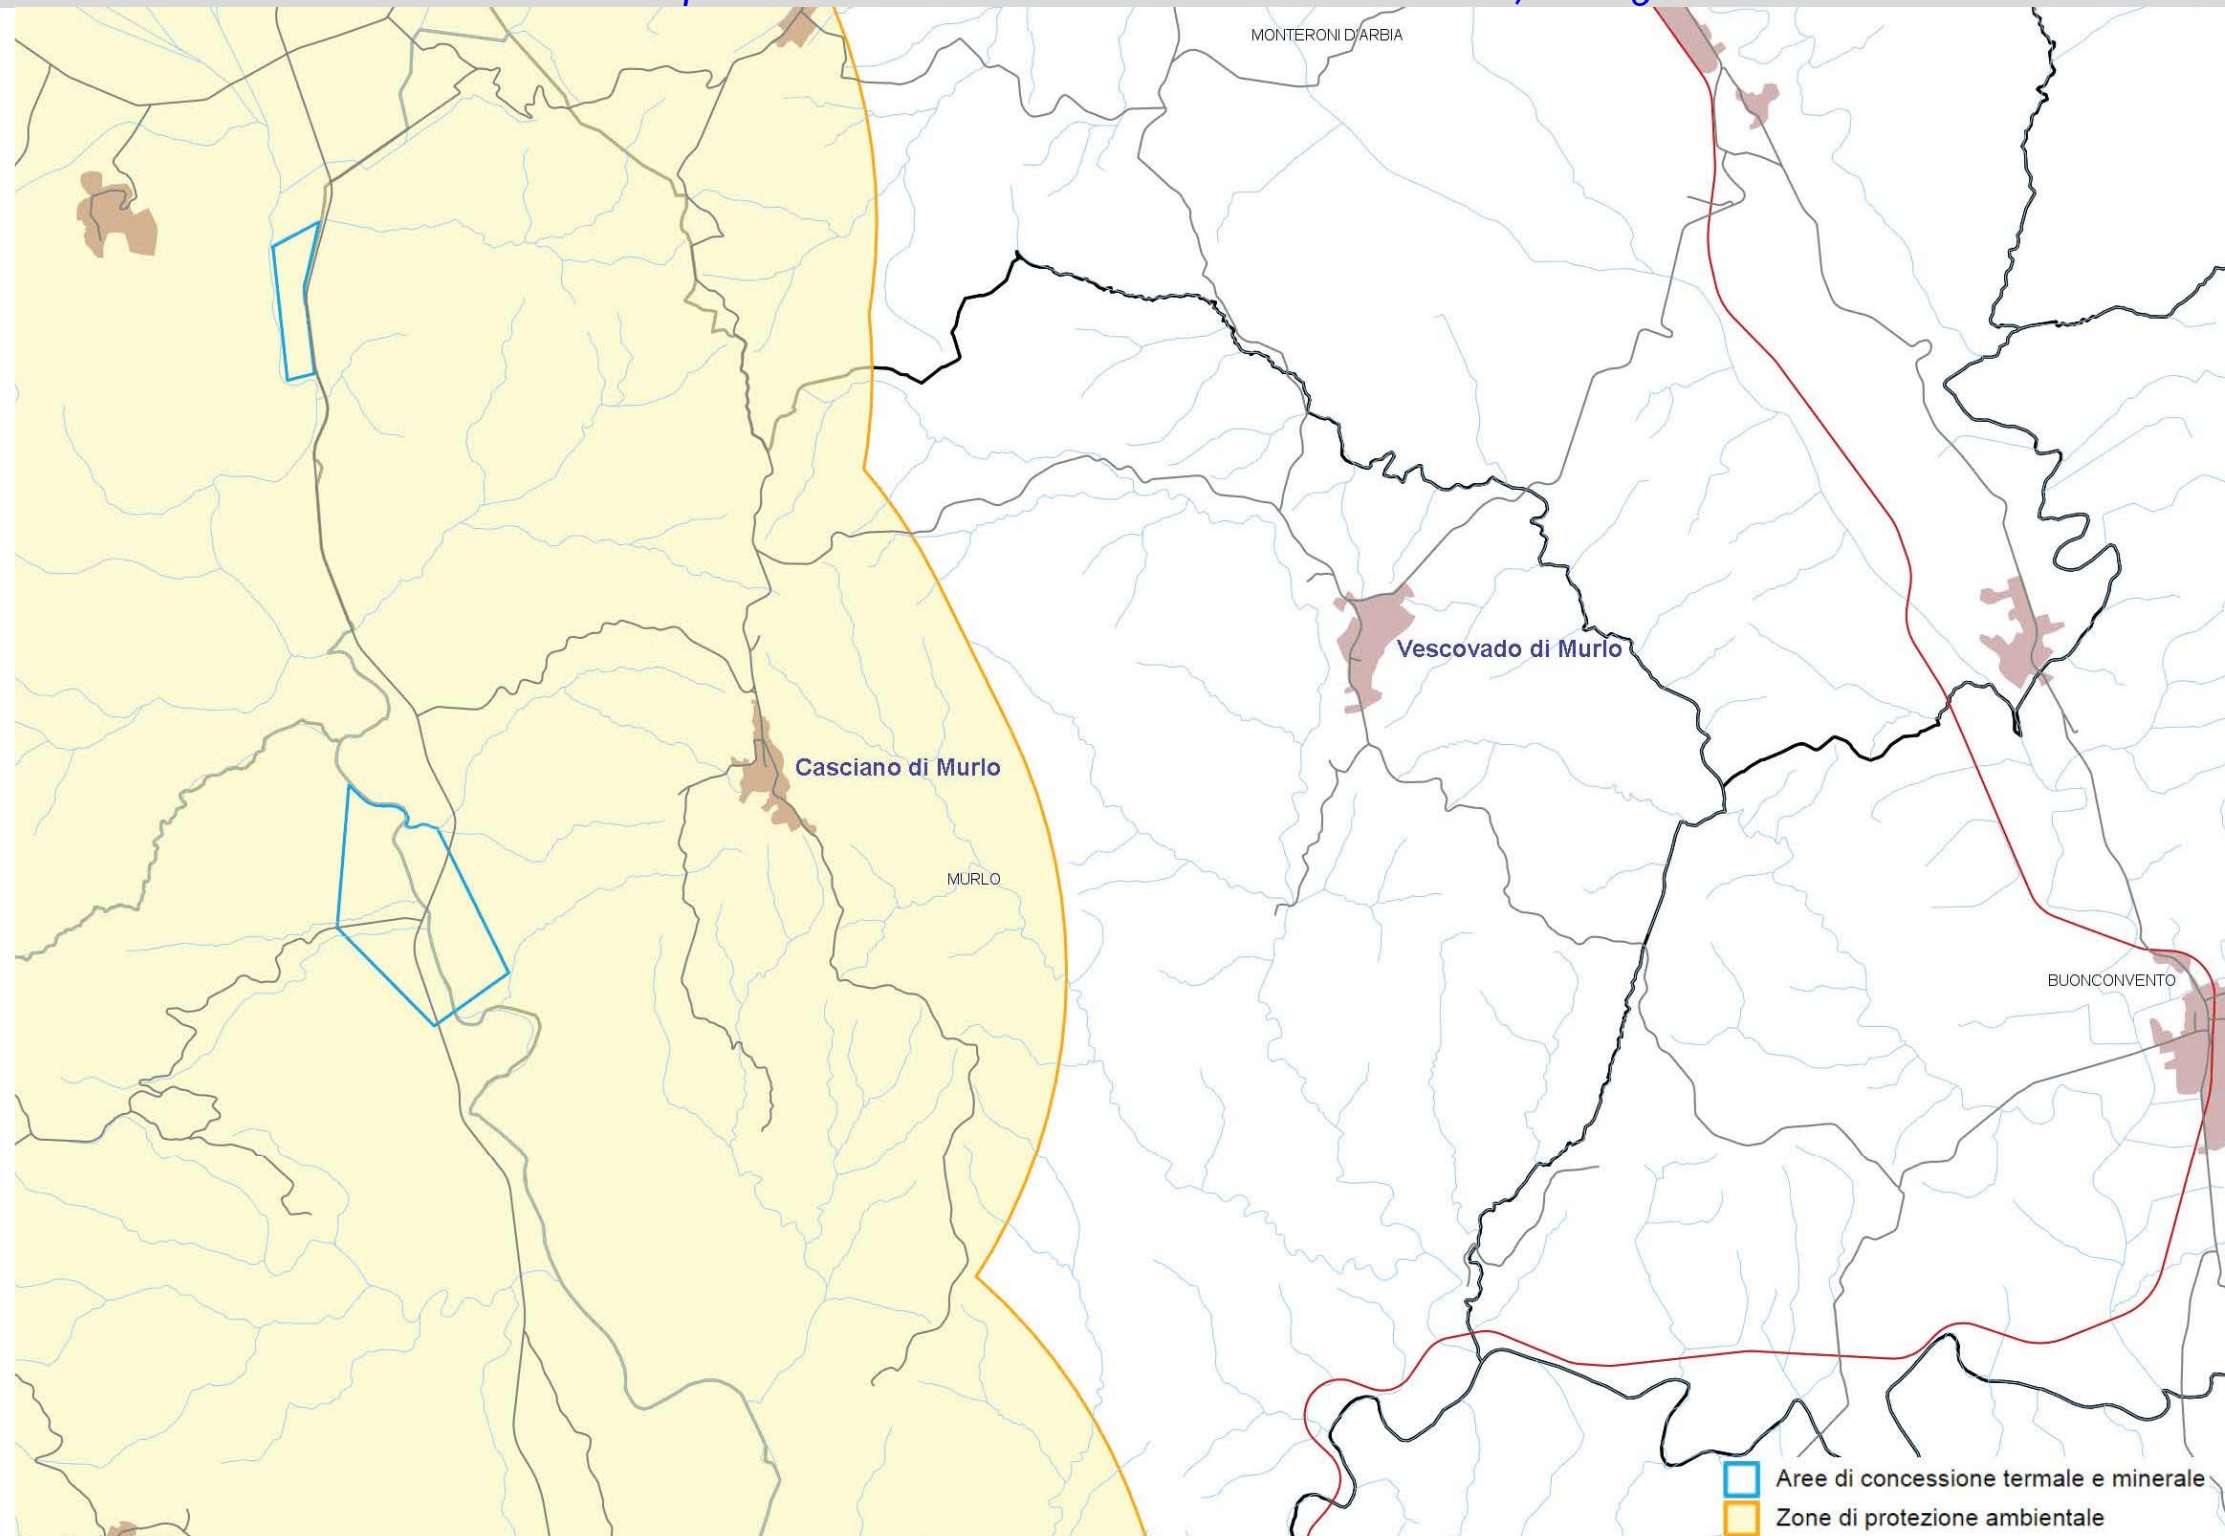 MONTERONI D'ARBIA
Vescovado di Murlo
Casciano di Murlo
MURLO
BUONCONVENTO
Aree di concessione termale e minerale
Zone di protezione ambientale